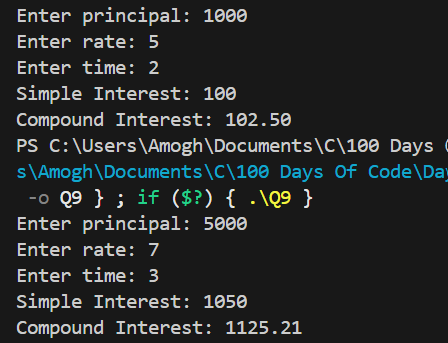 Enter principal: 1000
Enter rate: 5
Enter time: 2
Simple Interest: 100
Compound Interest: 102.50
PS C:\Users\Amogh\Documents\C\100 Days
s\Amogh\Documents\C\100 Days Of Code\Day
-o Q9 } ; if ($?) { .\Q9 }
Enter principal: 5000
Enter rate: 7
Enter time: 3
Simple Interest: 1050
Compound Interest: 1125.21